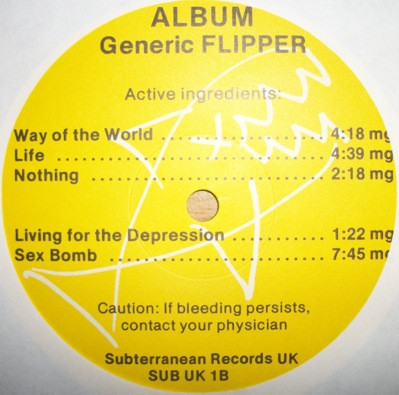 ALBUM
Generic FLIPPER
Active ingredients:
Way of the World .................. 4:18 mg
Life ............................... 4:39 mg
Nothing ........................... 2:18 mg
Living for the Depression ........... 1:22 mg
Sex Bomb ........................ 7:45 mg
Caution: If bleeding persists,
contact your physician
Subterranean Records UK
SUB UK 1B